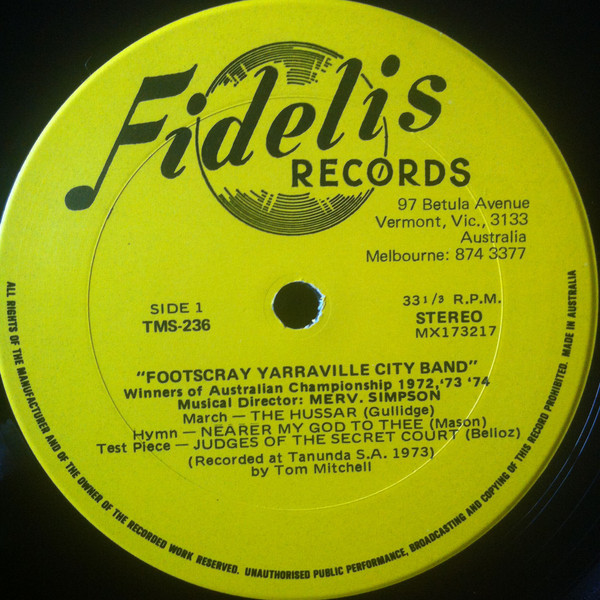 Fidelis
RECORDS
97 Betula Avenue
Vermont, Vic., 3133
Australia
Melbourne: 874 3377
SIDE 1
TMS-236
33 1/3 R.P.M.
STEREO
MX173217
"FOOTSCRAY YARRAVILLE CITY BAND"
Winners of Australian Championship 1972,'73 '74
Musical Director: MERV. SIMPSON
March — THE HUSSAR (Gullidge)
Hymn — NEARER MY GOD TO THEE (Mason)
Test Piece — JUDGES OF THE SECRET COURT (Belloz)
(Recorded at Tanunda S.A. 1973)
by Tom Mitchell
ALL RIGHTS OF THE MANUFACTURER AND OF THE OWNER OF THE RECORDED WORK RESERVED. UNAUTHORISED PUBLIC PERFORMANCE, BROADCASTING AND COPYING OF THIS RECORD PROHIBITED. MADE IN AUSTRALIA